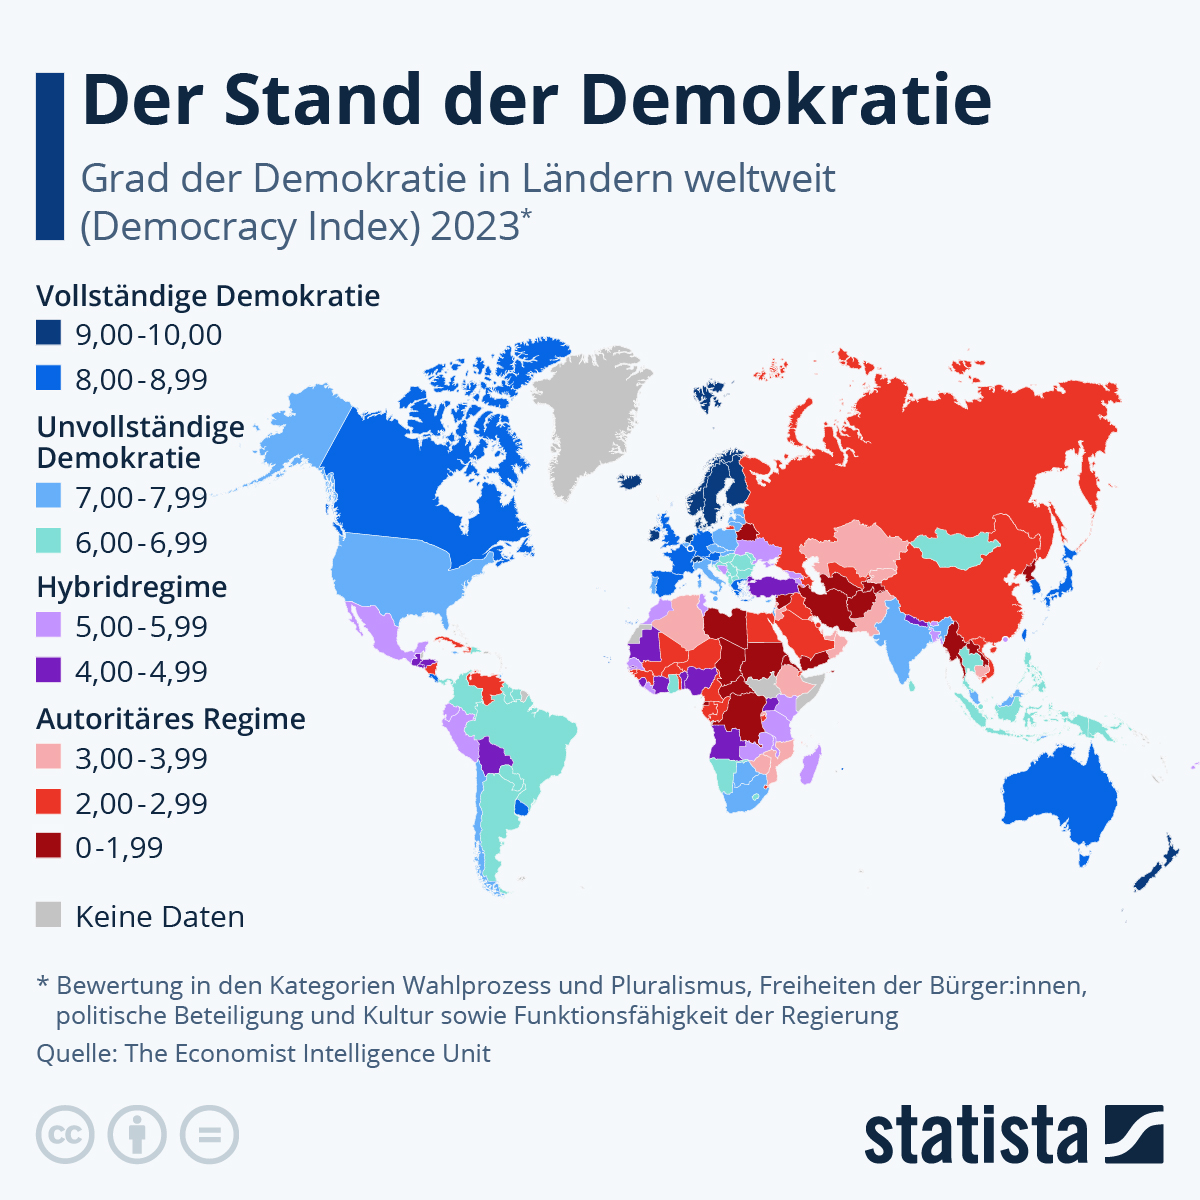 Der Stand der Demokratie
Grad der Demokratie in Ländern weltweit
(Democracy Index) 2023*
Vollständige Demokratie
9,00-10,00
8,00-8,99
Unvollständige
Demokratie
7,00-7,99
6,00-6,99
Hybridregime
5,00-5,99
4,00-4,99
Autoritäres Regime
3,00-3,99
2,00-2,99
0-1,99
Keine Daten
* Bewertung in den Kategorien Wahlprozess und Pluralismus, Freiheiten der Bürger:innen,
politische Beteiligung und Kultur sowie Funktionsfähigkeit der Regierung
Quelle: The Economist Intelligence Unit
cc
statista